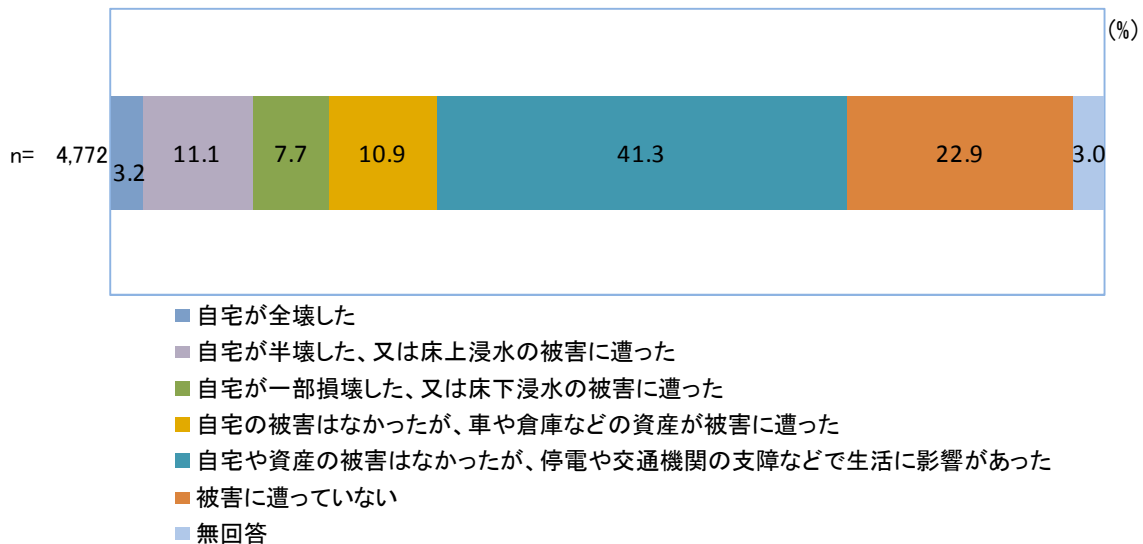 (%)
n= 4,772
3.2 11.1 7.7 10.9 41.3 22.9 3.0
自宅が全壊した
自宅が半壊した、又は床上浸水の被害に遭った
自宅が一部損壊した、又は床下浸水の被害に遭った
自宅の被害はなかったが、車や倉庫などの資産が被害に遭った
自宅や資産の被害はなかったが、停電や交通機関の支障などで生活に影響があった
被害に遭っていない
無回答